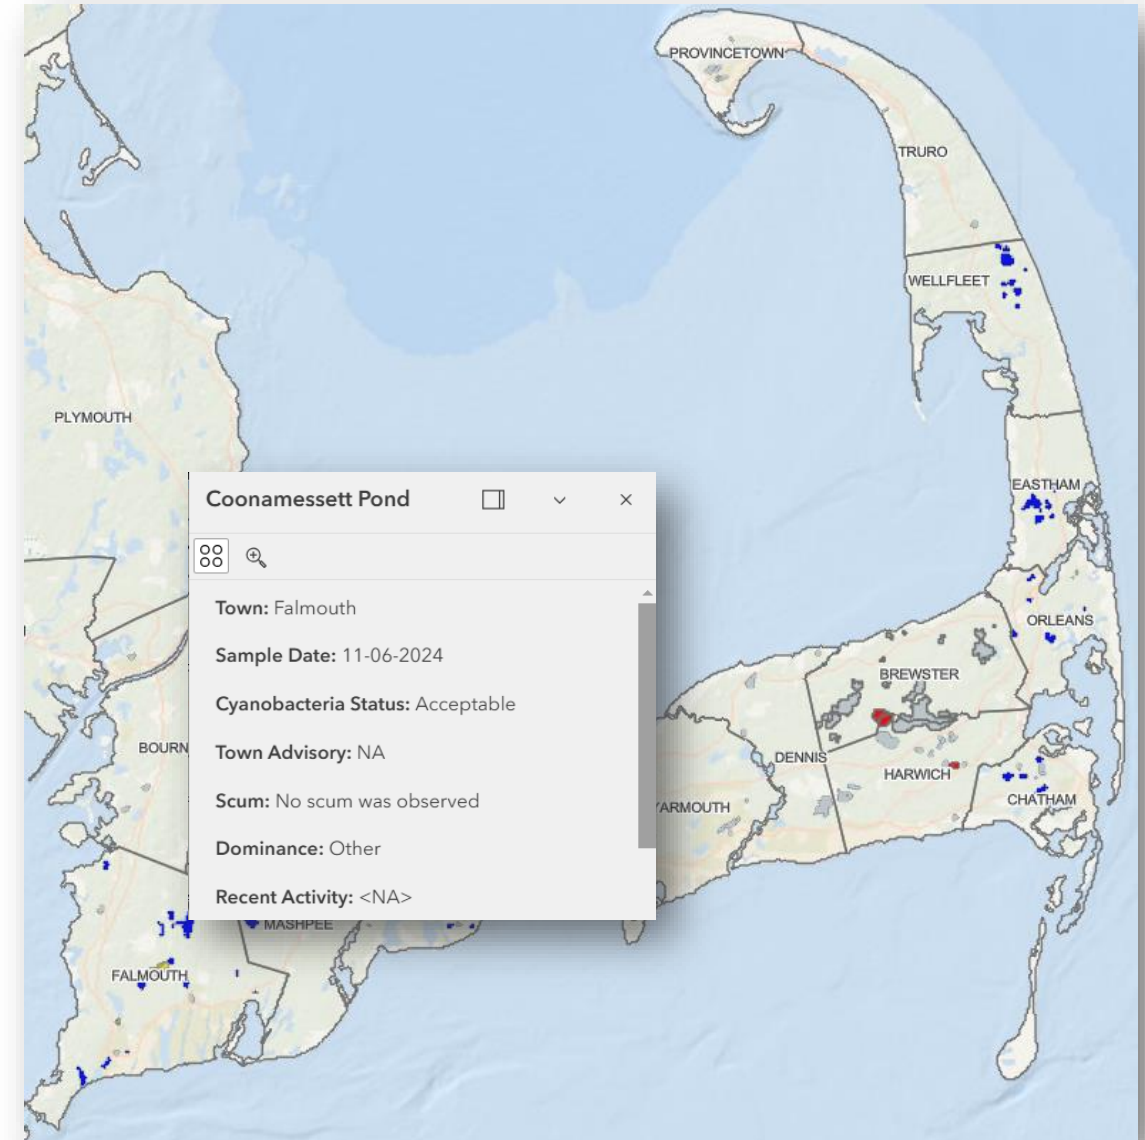 PROVINCETOWN
TRURO
WELLFLEET
PLYMOUTH
EASTHAM
Coonamessett Pond
Town: Falmouth
Sample Date: 11-06-2024
Cyanobacteria Status: Acceptable
Town Advisory: NA
Scum: No scum was observed
Dominance: Other
Recent Activity: <NA>
ORLEANS
BREWSTER
BOURN
DENNIS
HARWICH
CHATHAM
ARMOUTH
MASHPEE
FALMOUTH